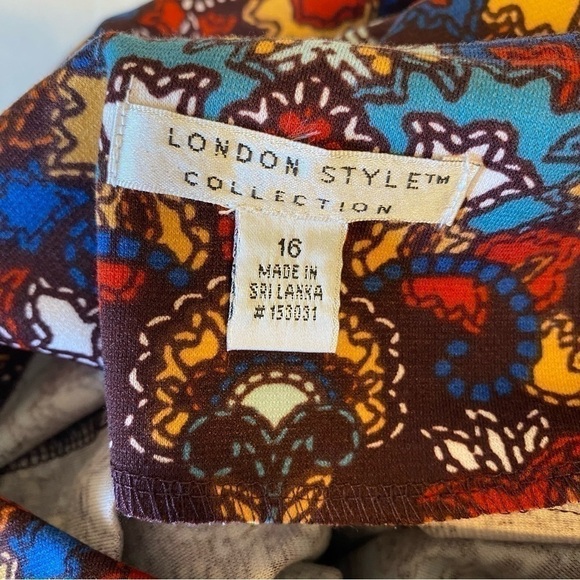 LONDON STYLE™
COLLECTION
16
MADE IN
SRI LANKA
#153031